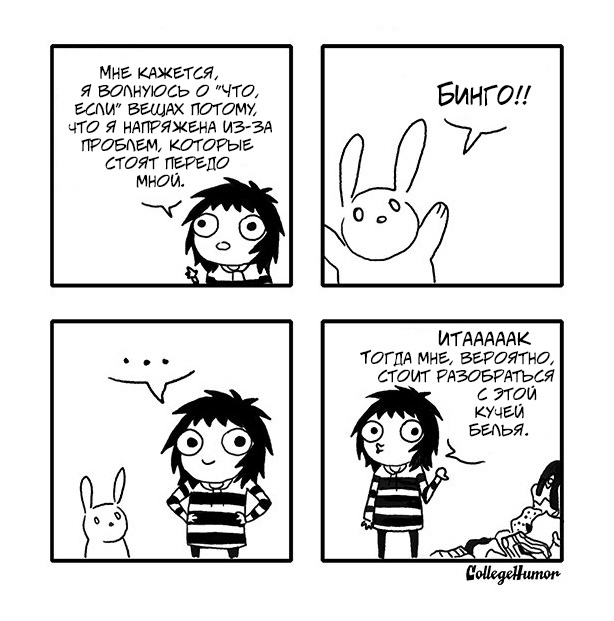 Мне кажется,
я волнуюсь о "что,
если" вещах потому,
что я напряжена из-за
проблем, которые
стоят передо
мной.
Бинго!!
...
Итааааак
Тогда мне, вероятно,
стоит разобраться
с этой
кучей
белья.
CollegeHumor